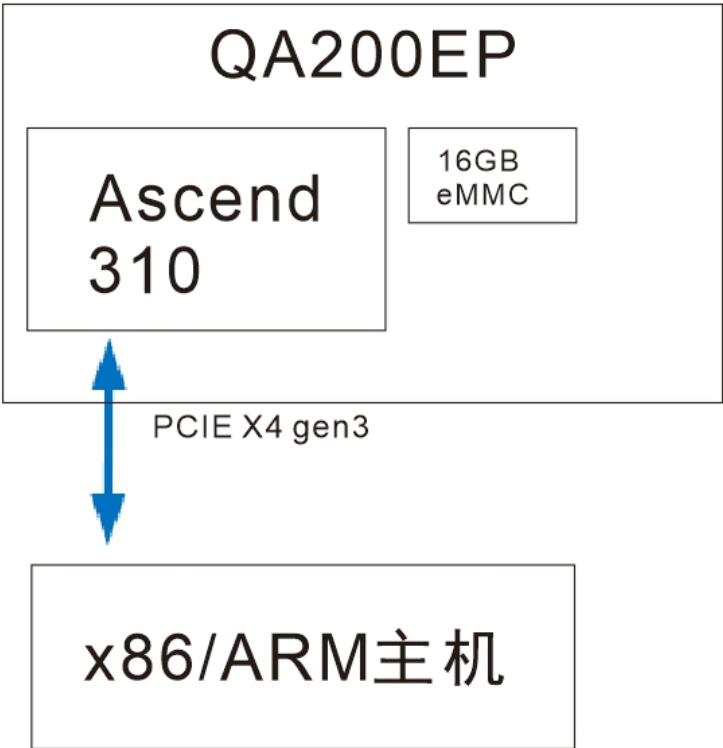 QA200EP
Ascend
310
16GB
eMMC
PCIE X4 gen3
x86/ARM主机